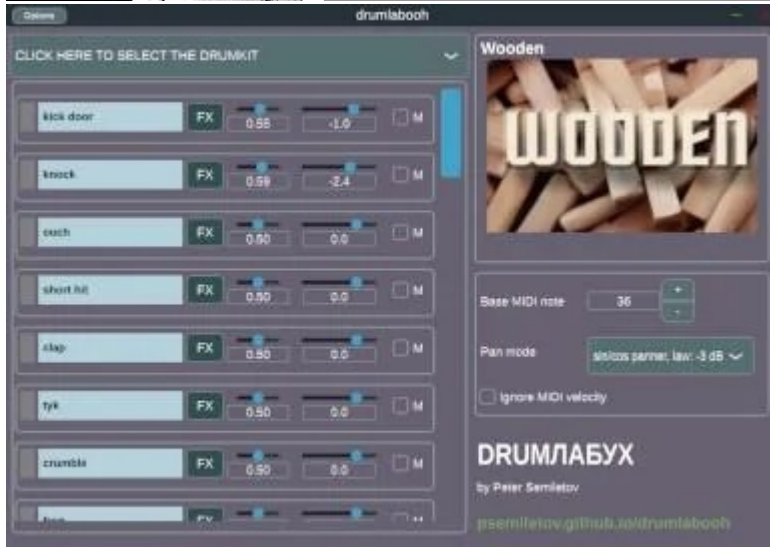 Options
drumlabooh
CLICK HERE TO SELECT THE DRUMKIT
kick door FX 0.55 -1.0 M
knock FX 0.59 -2.4 M
ouch FX 0.50 0.0 M
short hit FX 0.50 0.0 M
clap FX 0.50 0.0 M
tyk FX 0.50 0.0 M
crumble FX 0.50 0.0 M
FX M
Wooden
WOODEN
Base MIDI note 36 + -
Pan mode sin/cos panner, law: -3 dB
Ignore MIDI velocity
DRUMЛАБУХ
by Peter Semiletov
psemiletov.github.io/drumlabooh